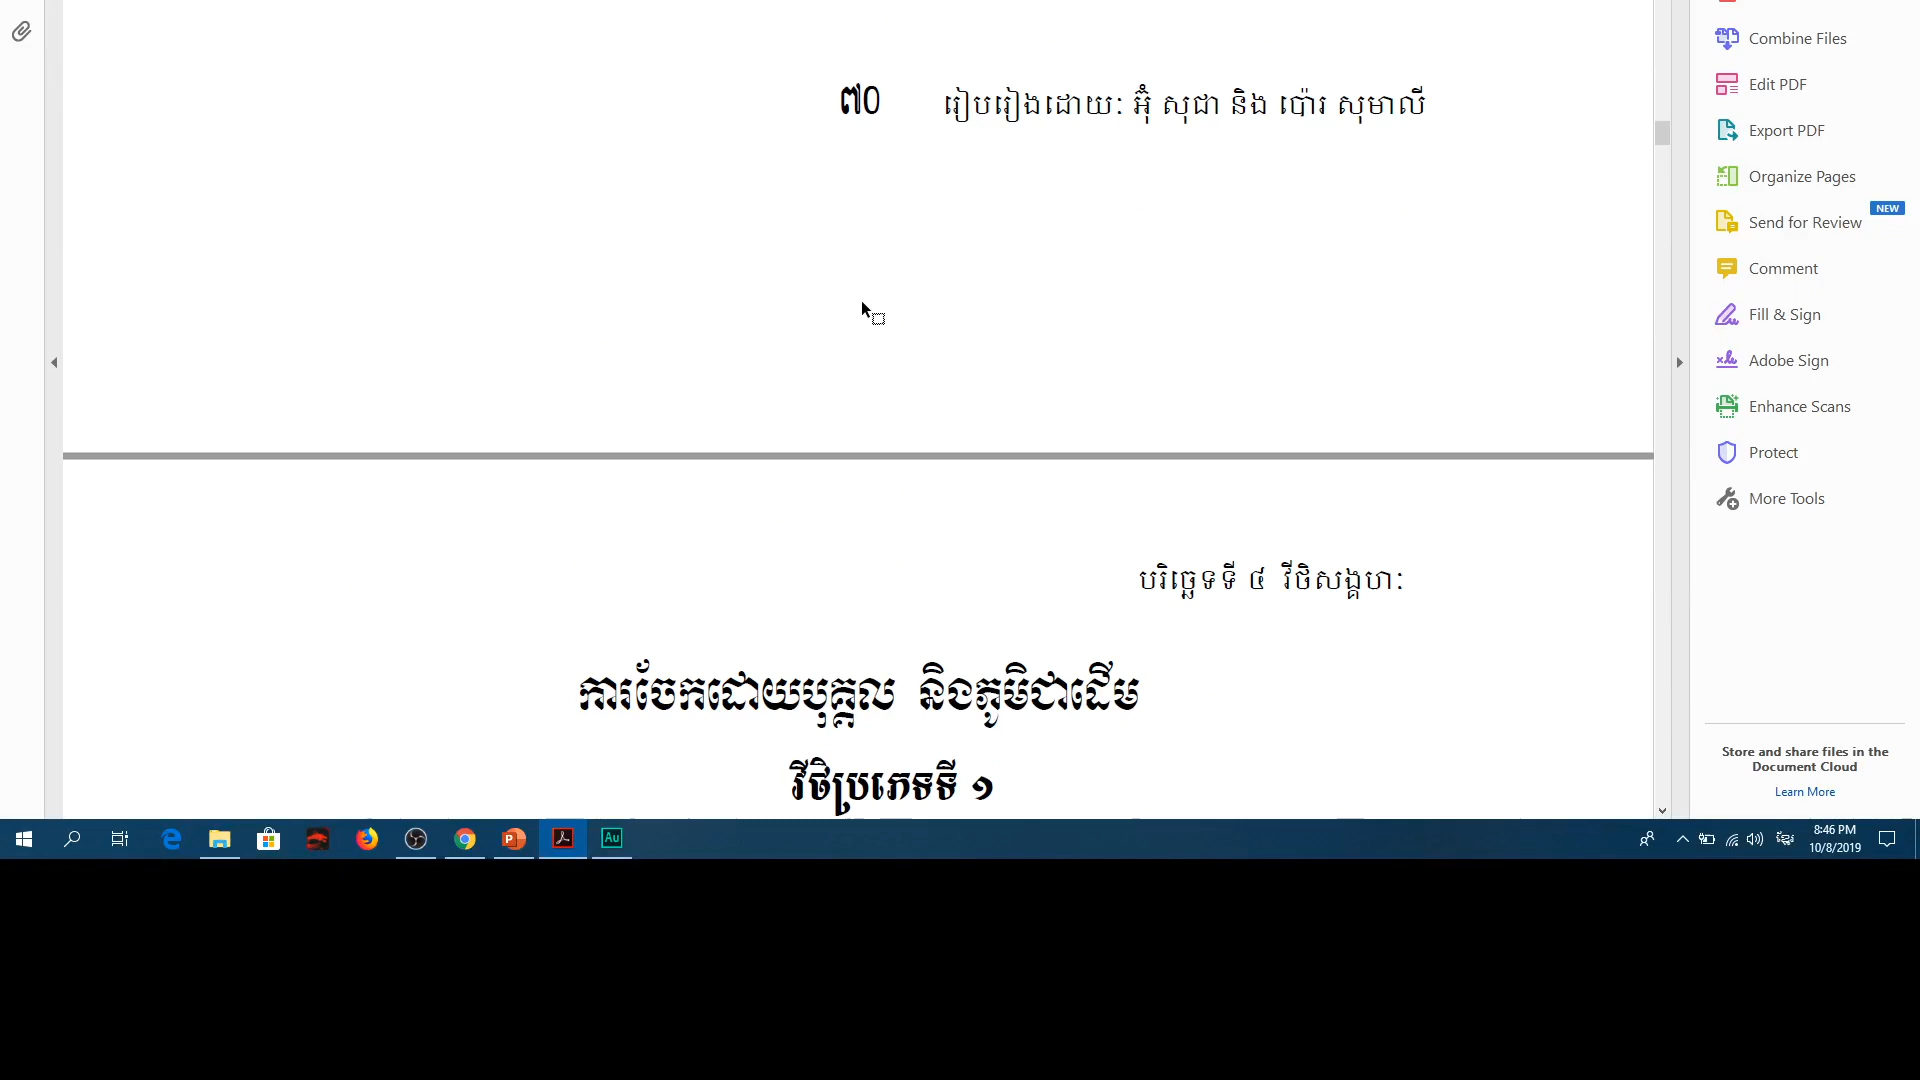 ៧០ រៀបរៀងដោយៈ អ៊ុំ សុជា និង ប៉ោរ សុមាលី
បរិច្ឆេទទី ៤ វីថិសង្គហៈ
ការចែកដោយបុគ្គល និងភូមិជាដើម
វីថិប្រភេទទី ១
Combine Files
Edit PDF
Export PDF
Organize Pages
Send for Review NEW
Comment
Fill & Sign
Adobe Sign
Enhance Scans
Protect
More Tools
Store and share files in the
Document Cloud
Learn More
8:46 PM
10/8/2019
Au